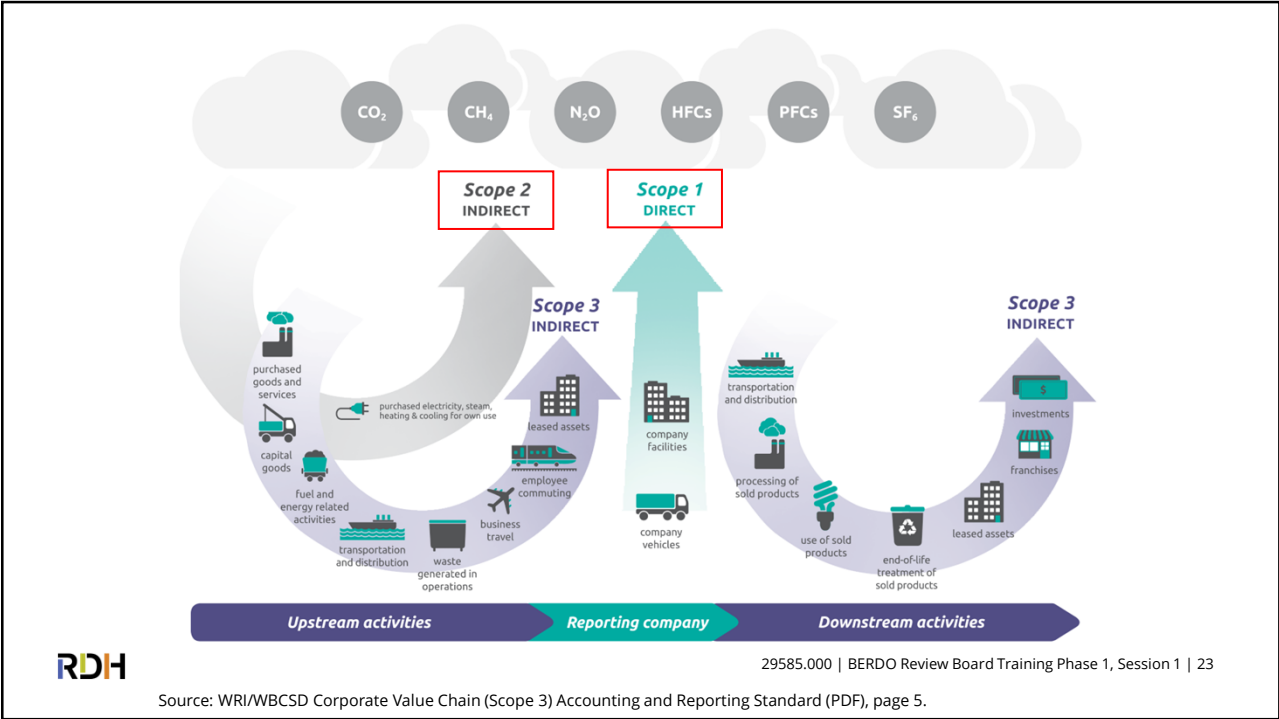 CO₂
CH₄
N₂O
HFCs
PFCs
SF₆
Scope 2
INDIRECT
Scope 1
DIRECT
Scope 3
INDIRECT
Scope 3
INDIRECT
purchased
goods and
services
capital
goods
fuel and
energy related
activities
transportation
and distribution
waste
generated in
operations
business
travel
employee
commuting
leased assets
purchased electricity, steam,
heating & cooling for own use
company
facilities
company
vehicles
transportation
and distribution
processing of
sold products
use of sold
products
end-of-life
treatment of
sold products
leased assets
franchises
investments
$
Upstream activities
Reporting company
Downstream activities
RDH
29585.000 | BERDO Review Board Training Phase 1, Session 1 | 23
Source: WRI/WBCSD Corporate Value Chain (Scope 3) Accounting and Reporting Standard (PDF), page 5.